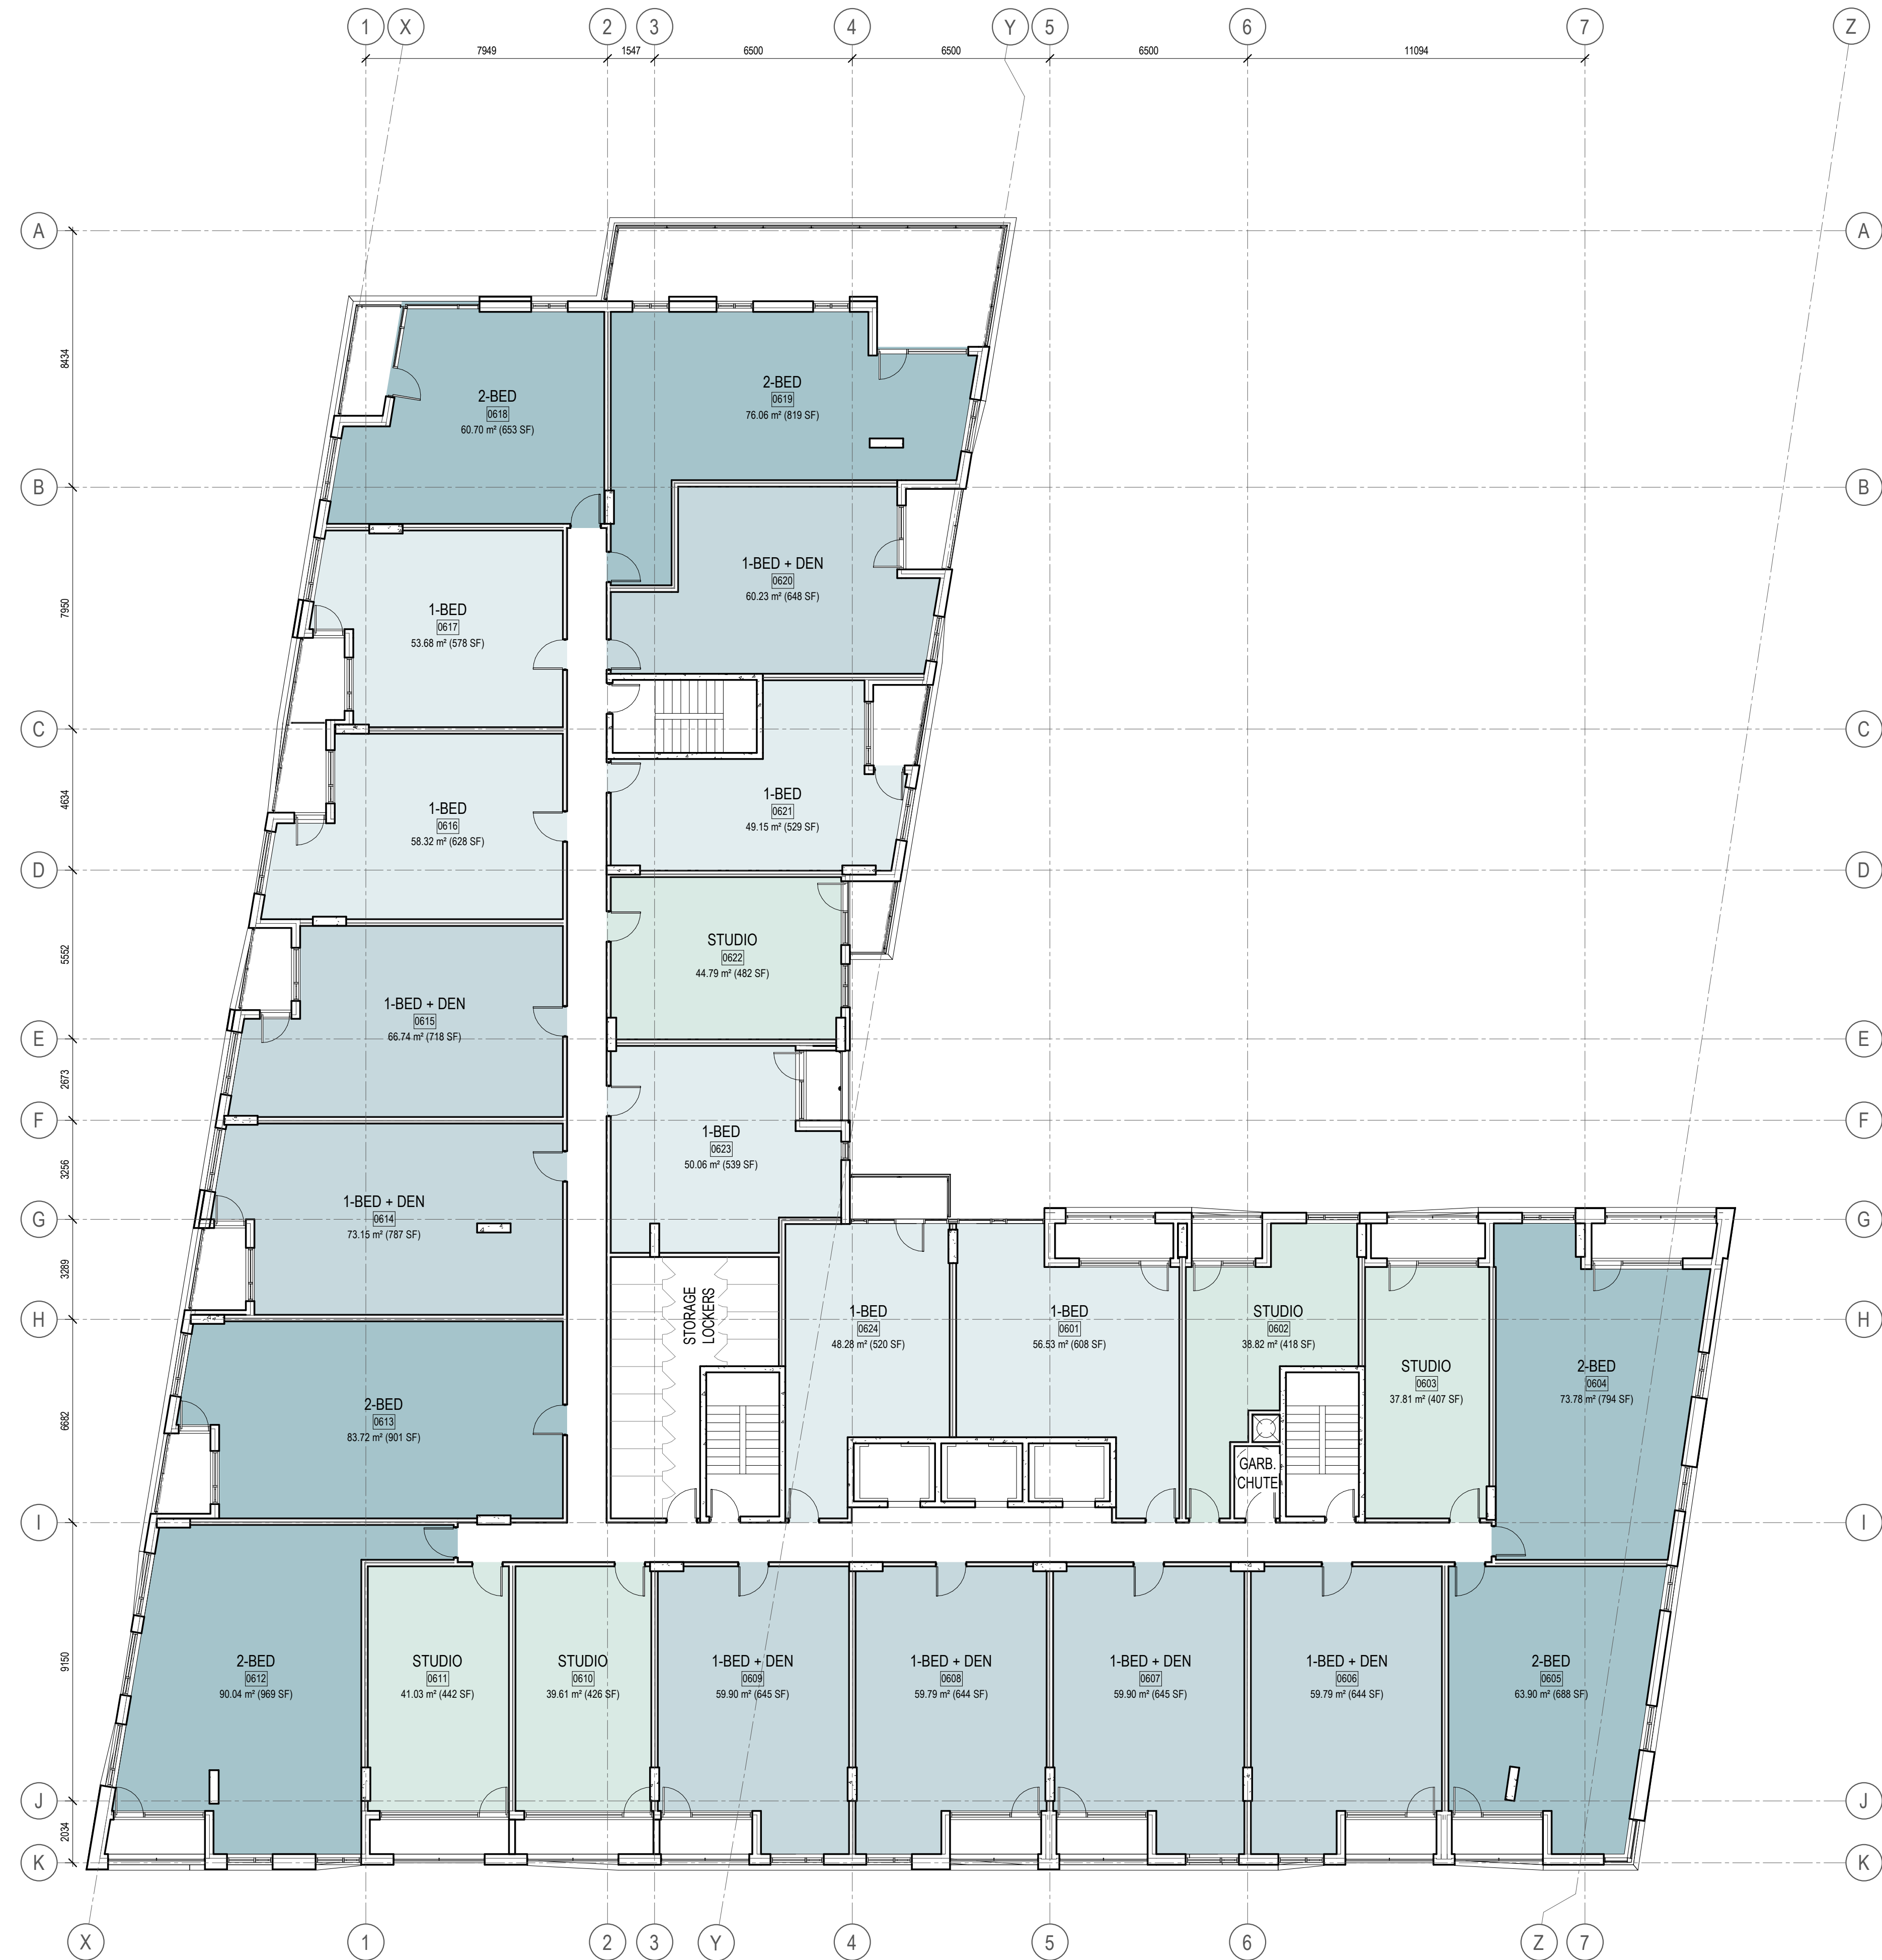 1 X 2 3 4 Y 5 6 7 Z
7949 1547 6500 6500 6500 11094
A A
8434
2-BED
0618
60.70 m² (653 SF)
2-BED
0619
76.06 m² (819 SF)
B B
7950
1-BED + DEN
0620
60.23 m² (648 SF)
1-BED
0617
53.68 m² (578 SF)
C C
4634
1-BED
0616
58.32 m² (628 SF)
1-BED
0621
49.15 m² (529 SF)
D D
5552
STUDIO
0622
44.79 m² (482 SF)
1-BED + DEN
0615
66.74 m² (718 SF)
E E
2673
F F
3256
1-BED
0623
50.06 m² (539 SF)
1-BED + DEN
0614
73.15 m² (787 SF)
G G
3289
H H
6682
STORAGE
LOCKERS
1-BED
0624
48.28 m² (520 SF)
1-BED
0601
56.53 m² (608 SF)
STUDIO
0602
38.82 m² (418 SF)
STUDIO
0603
37.81 m² (407 SF)
2-BED
0604
73.78 m² (794 SF)
2-BED
0613
83.72 m² (901 SF)
GARB.
CHUTE
I I
9150
2-BED
0612
90.04 m² (969 SF)
STUDIO
0611
41.03 m² (442 SF)
STUDIO
0610
39.61 m² (426 SF)
1-BED + DEN
0609
59.90 m² (645 SF)
1-BED + DEN
0608
59.79 m² (644 SF)
1-BED + DEN
0607
59.90 m² (645 SF)
1-BED + DEN
0606
59.79 m² (644 SF)
2-BED
0605
63.90 m² (688 SF)
J J
2034
K K
X 1 2 3 Y 4 5 6 Z 7